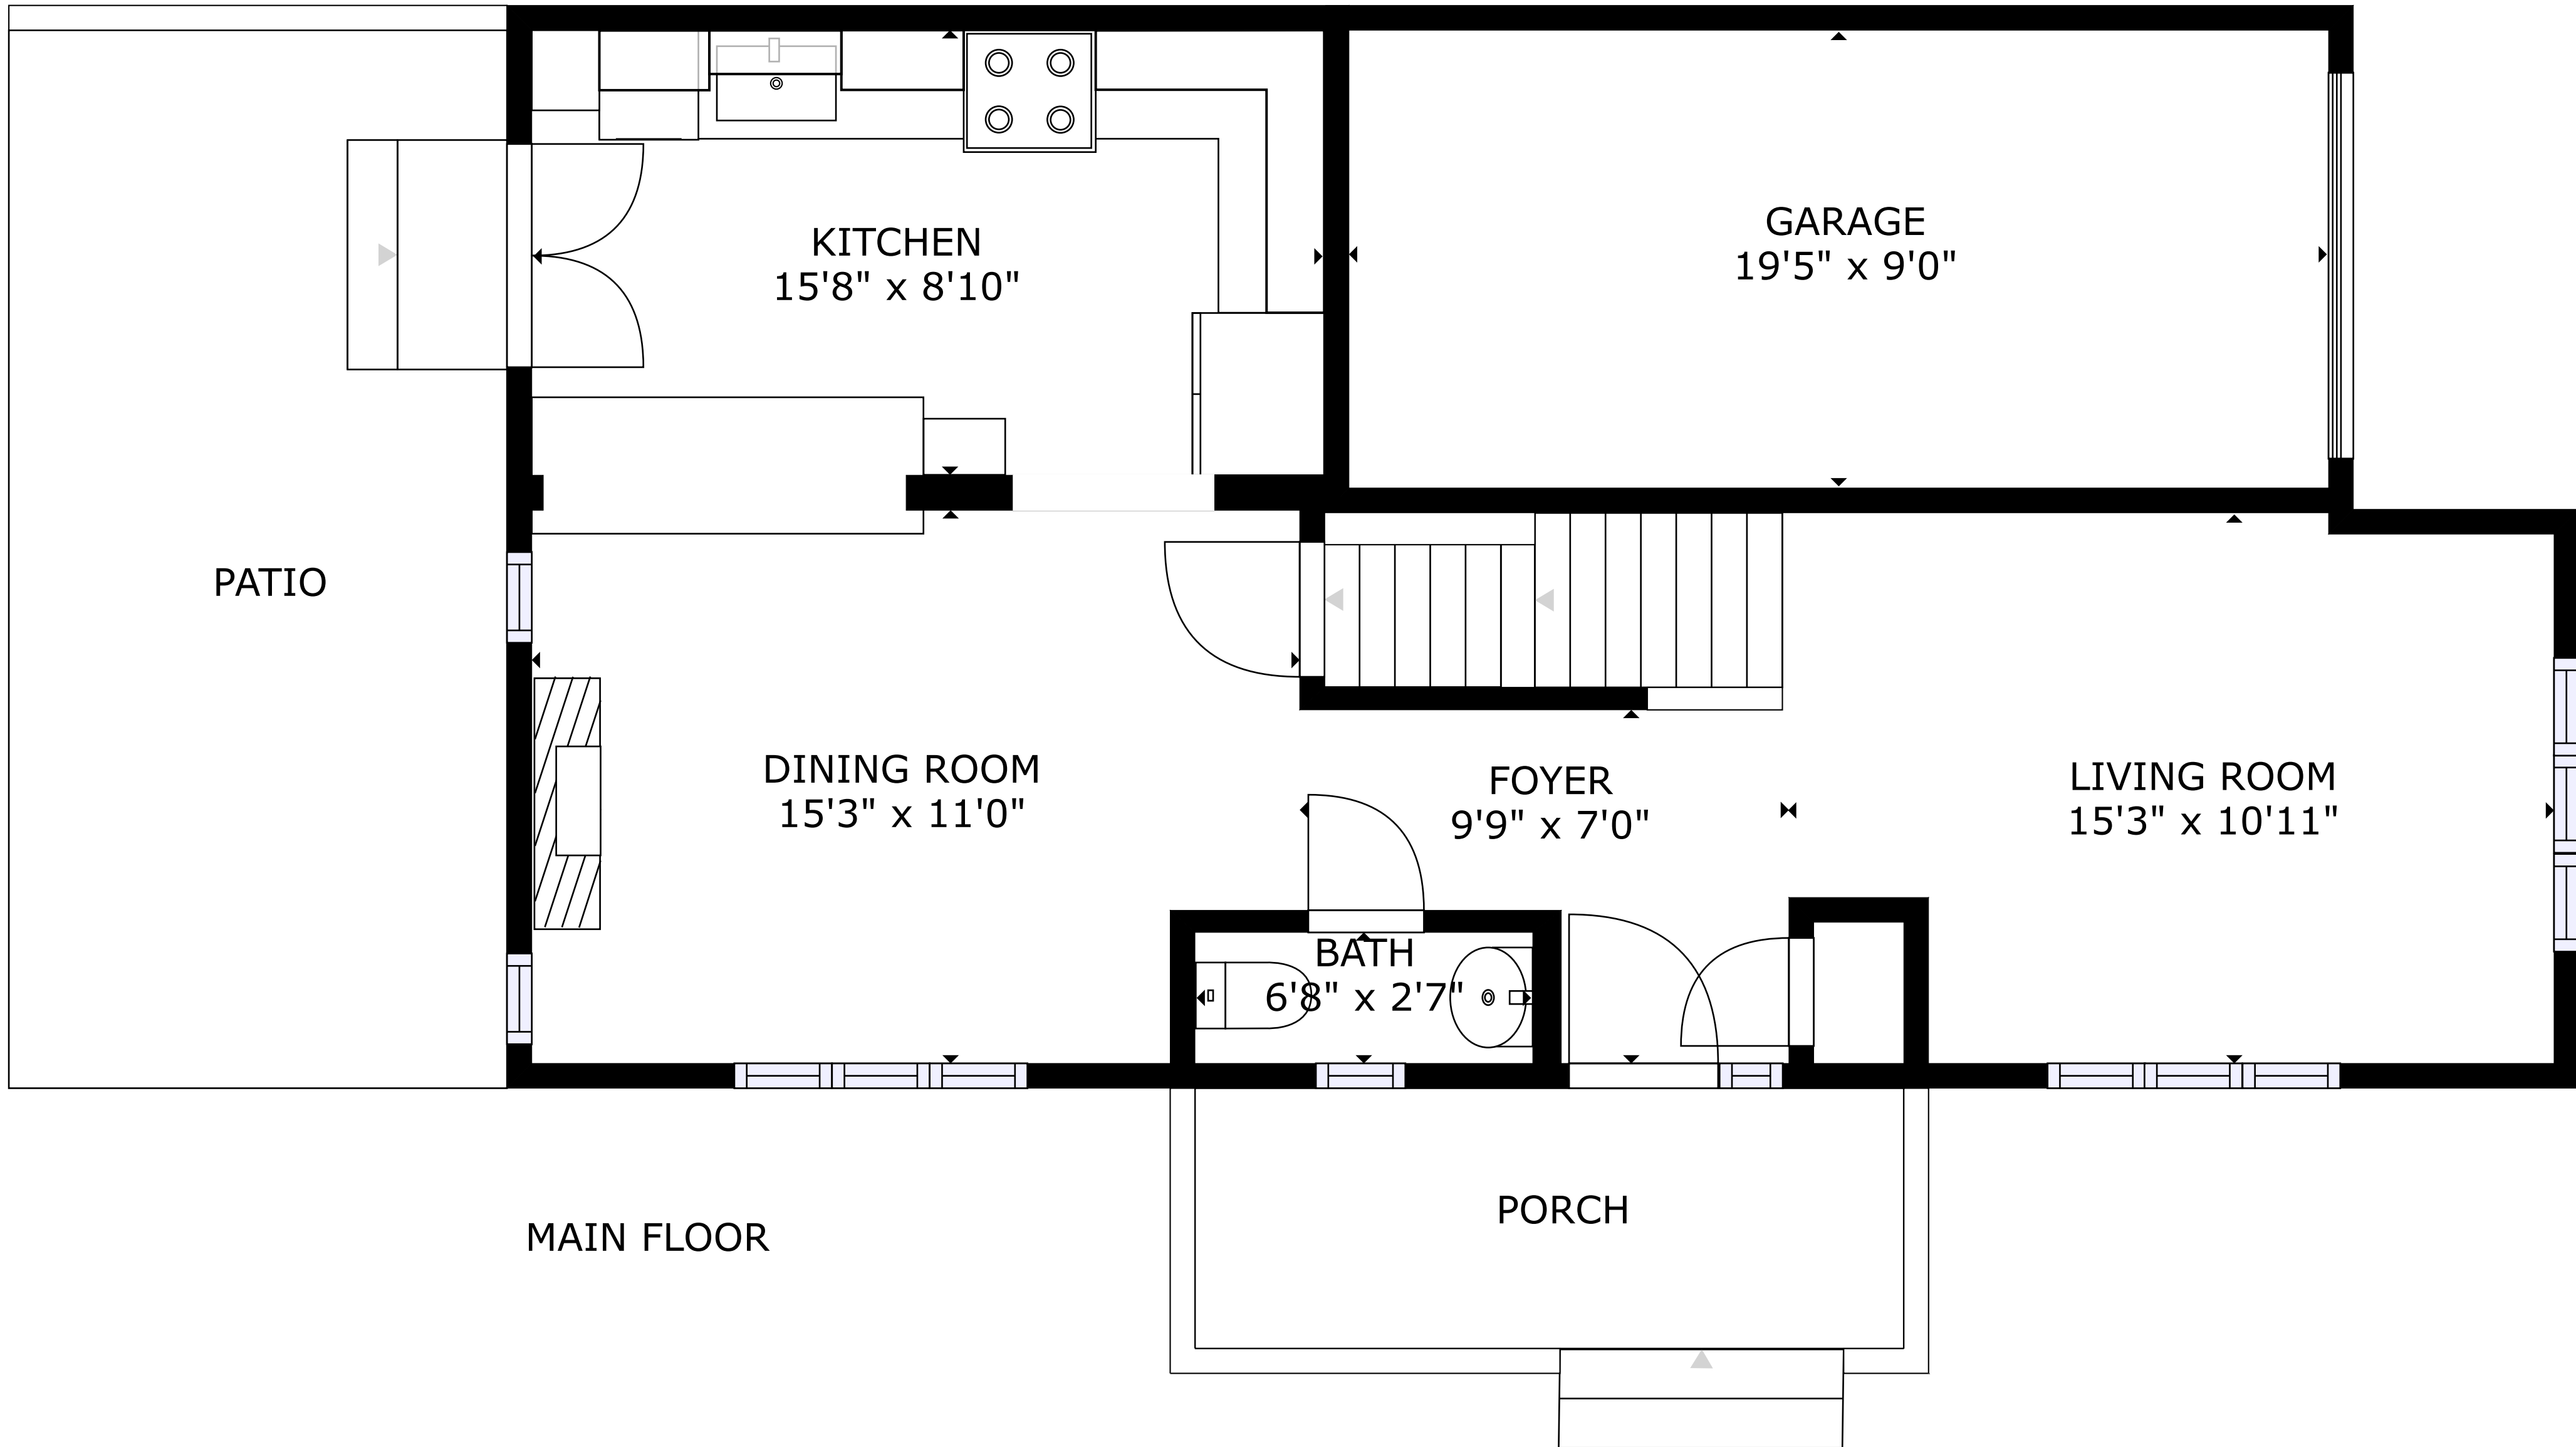 KITCHEN
15'8" x 8'10"
GARAGE
19'5" x 9'0"
PATIO
DINING ROOM
15'3" x 11'0"
FOYER
9'9" x 7'0"
LIVING ROOM
15'3" x 10'11"
BATH
6'8" x 2'7"
PORCH
MAIN FLOOR